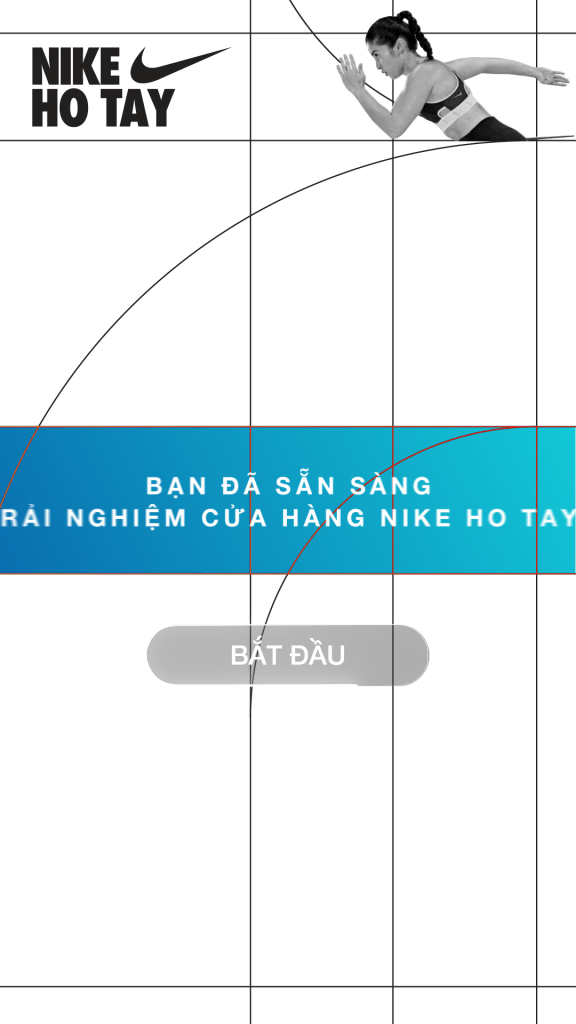 NIKE
HO TAY
BẠN ĐÃ SẴN SÀNG
RẢI NGHIỆM CỬA HÀNG NIKE HO TAY
BẮT ĐẦU